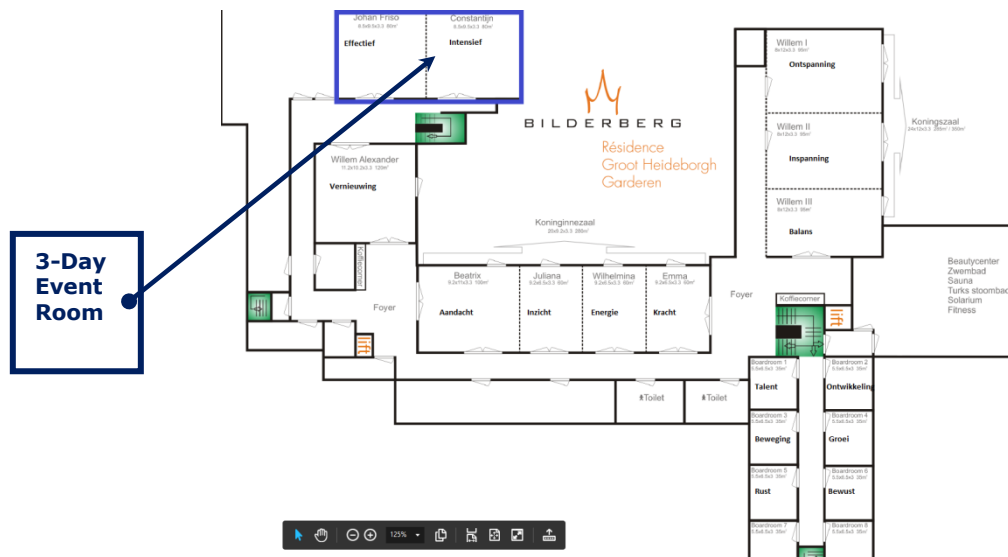 Johan Friso
Constantijn
Effectief
Intensief
Willem I
Ontspanning
Willem II
Inspanning
Willem III
Balans
Koningszaal
BILDERBERG
Résidence
Groot Heideborgh
Garderen
Willem Alexander
Vernieuwing
3-Day
Event
Room
Koninginnezaal
Koffiecorner
Foyer
lift
Beatrix
Aandacht
Juliana
Inzicht
Wilhelmina
Energie
Emma
Kracht
Foyer
Koffiecorner
lift
Beautycenter
Zwembad
Sauna
Turks stoombad
Solarium
Fitness
Toilet
Toilet
Boardroom 1
Talent
Boardroom 2
Ontwikkeling
Boardroom 3
Beweging
Boardroom 4
Groei
Boardroom 5
Rust
Boardroom 6
Bewust
Boardroom 7
Boardroom 8
125%